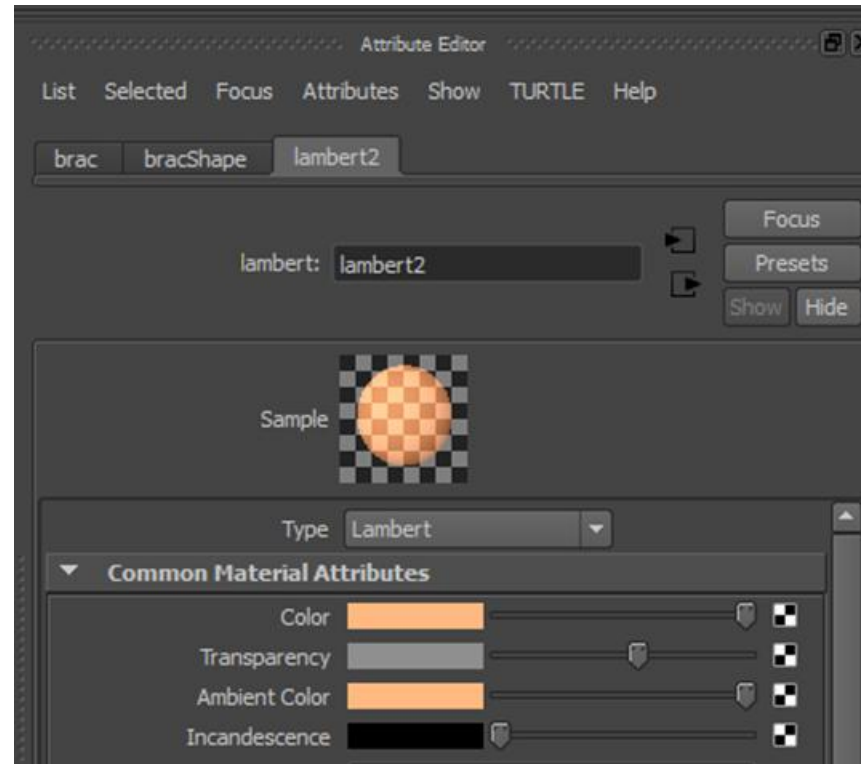 Attribute Editor
List Selected Focus Attributes Show TURTLE Help
brac bracShape lambert2
Focus
lambert: lambert2
Presets
Show Hide
Sample
Type Lambert
Common Material Attributes
Color
Transparency
Ambient Color
Incandescence